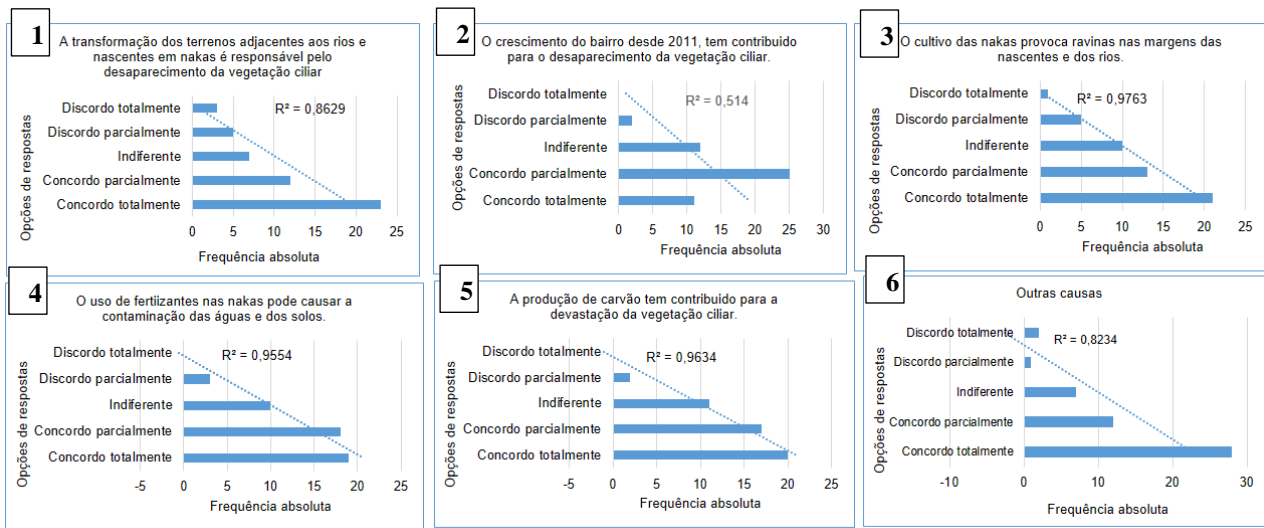 1
A transformação dos terrenos adjacentes aos rios e
nascentes em nakas é responsável pelo
desaparecimento da vegetação ciliar
Opções de respostas
Discordo totalmente
Discordo parcialmente
Indiferente
Concordo parcialmente
Concordo totalmente
R² = 0,8629
0 5 10 15 20 25
Frequência absoluta
2
O crescimento do bairro desde 2011, tem contribuido
para o desaparecimento da vegetação ciliar.
Opções de respostas
Discordo totalmente
Discordo parcialmente
Indiferente
Concordo parcialmente
Concordo totalmente
R² = 0,514
0 5 10 15 20 25 30
Frequência absoluta
3
O cultivo das nakas provoca ravinas nas margens das
nascentes e dos rios.
Opções de respostas
Discordo totalmente
Discordo parcialmente
Indiferente
Concordo parcialmente
Concordo totalmente
R² = 0,9763
0 5 10 15 20 25
Frequência absoluta
4
O uso de fertiizantes nas nakas pode causar a
contaminação das águas e dos solos.
Opções de respostas
Discordo totalmente
Discordo parcialmente
Indiferente
Concordo parcialmente
Concordo totalmente
R² = 0,9554
-5 0 5 10 15 20 25
Frequência absoluta
5
A produção de carvão tem contribuido para a
devastação da vegetação ciliar.
Opções de respostas
Discordo totalmente
Discordo parcialmente
Indiferente
Concordo parcialmente
Concordo totalmente
R² = 0,9634
-5 0 5 10 15 20 25
Frequência absoluta
6
Outras causas
Opções de respostas
Discordo totalmente
Discordo parcialmente
Indiferente
Concordo parcialmente
Concordo totalmente
R² = 0,8234
-10 0 10 20 30
Frequência absoluta